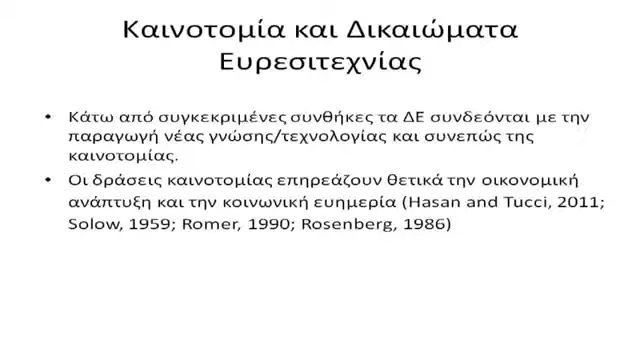 Καινοτομία και Δικαιώματα
Ευρεσιτεχνίας
• Κάτω από συγκεκριμένες συνθήκες τα ΔΕ συνδεόνται με την
παραγωγή νέας γνώσης/τεχνολογίας και συνεπώς της
καινοτομίας.
• Οι δράσεις καινοτομίας επηρεάζουν θετικά την οικονομική
ανάπτυξη και την κοινωνική ευημερία (Hasan and Tucci, 2011;
Solow, 1959; Romer, 1990; Rosenberg, 1986)